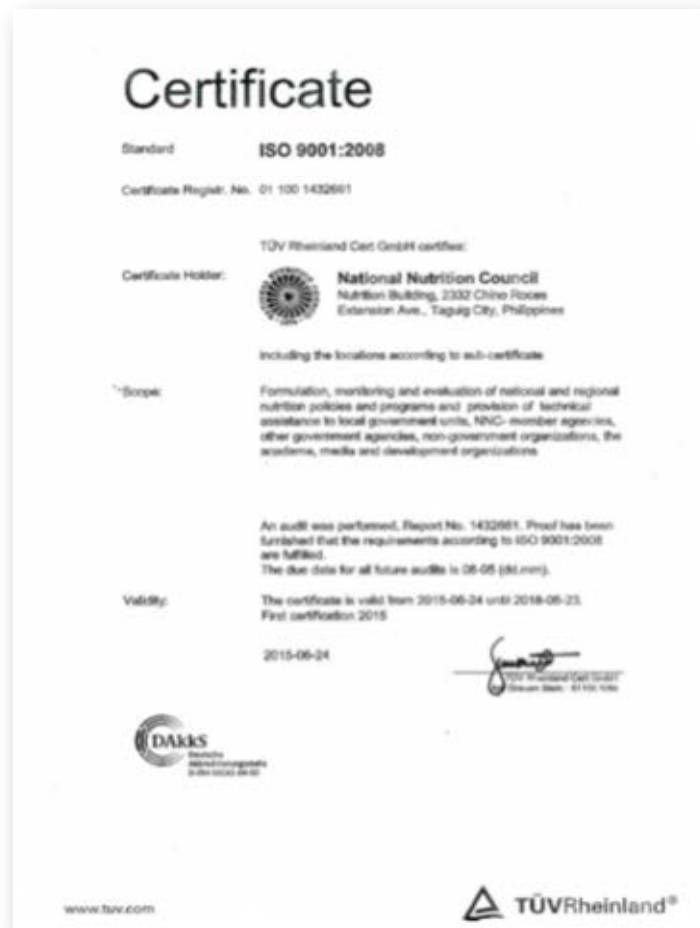 Certificate
Standard ISO 9001:2008
Certificate Registr. No. 01 100 1432661
TÜV Rheinland Cert GmbH certifies:
Certificate Holder: National Nutrition Council
Nutrition Building, 2332 Chino Roces
Extension Ave., Taguig City, Philippines
including the locations according to sub-certificate
Scope: Formulation, monitoring and evaluation of national and regional
nutrition policies and programs and provision of technical
assistance to local government units, NNC- member agencies,
other government agencies, non-government organizations, the
academe, media and development organizations
An audit was performed, Report No. 1432661. Proof has been
furnished that the requirements according to ISO 9001:2008
are fulfilled.
The due date for all future audits is 08-05 (dd.mm).
Validity: The certificate is valid from 2015-06-24 until 2018-06-23.
First certification 2015
2015-06-24
TÜV Rheinland Cert GmbH
DAkkS
Deutsche
Akkreditierungsstelle
www.tuv.com
TÜVRheinland®